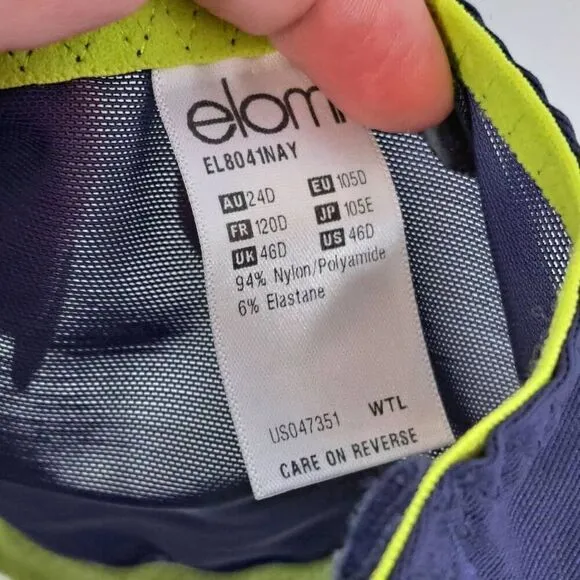 elomi
EL8041NAY
AU 24D EU 105D
FR 120D JP 105E
UK 46D US 46D
94% Nylon/Polyamide
6% Elastane
US047351 WTL
CARE ON REVERSE